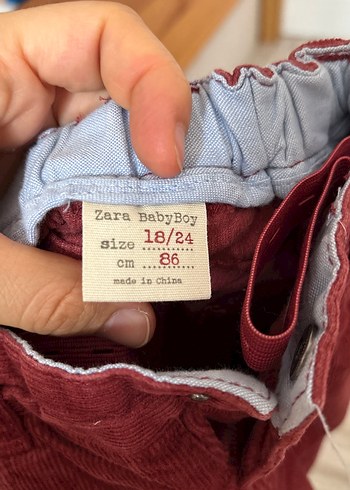 Zara BabyBoy
size 18/24
cm 86
made in China